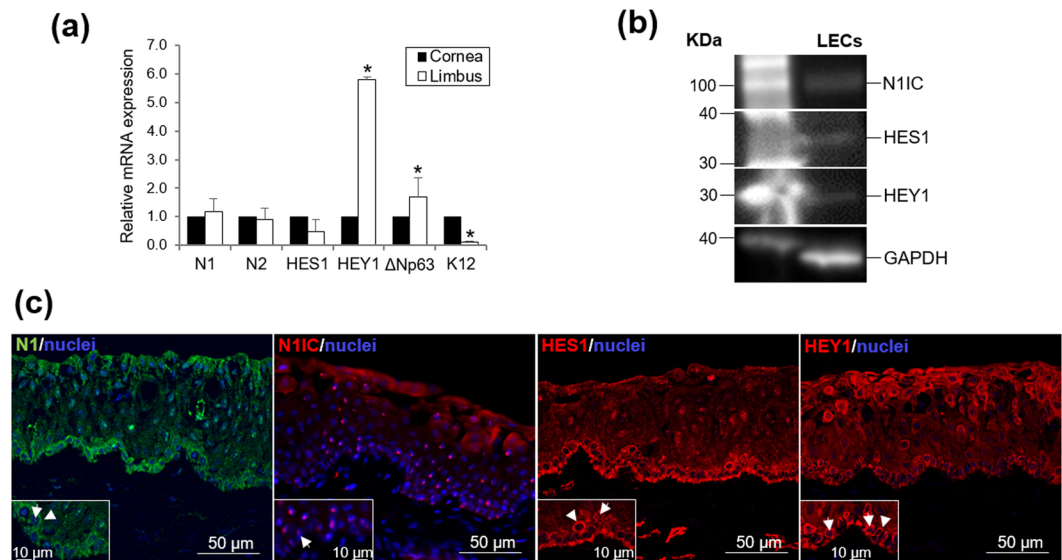 (a)
7.0
6.0
5.0
4.0
3.0
2.0
1.0
0.0
Relative mRNA expression
Cornea
Limbus
*
*
*
N1 N2 HES1 HEY1 ΔNp63 K12
(b)
KDa LECs
100 N1IC
40
HES1
30
30 HEY1
40
GAPDH
(c)
N1/nuclei
10 µm
50 µm
N1IC/nuclei
10 µm
50 µm
HES1/nuclei
10 µm
50 µm
HEY1/nuclei
10 µm
50 µm